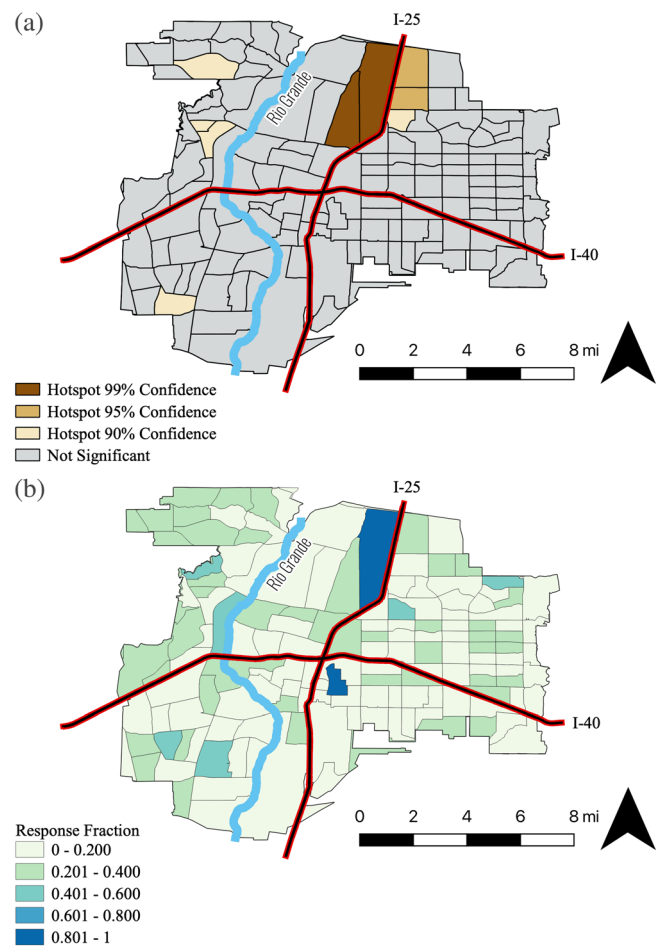 (a)
I-25
Rio Grande
I-40
0 2 4 6 8 mi
Hotspot 99% Confidence
Hotspot 95% Confidence
Hotspot 90% Confidence
Not Significant
(b)
I-25
Rio Grande
I-40
0 2 4 6 8 mi
Response Fraction
0 - 0.200
0.201 - 0.400
0.401 - 0.600
0.601 - 0.800
0.801 - 1